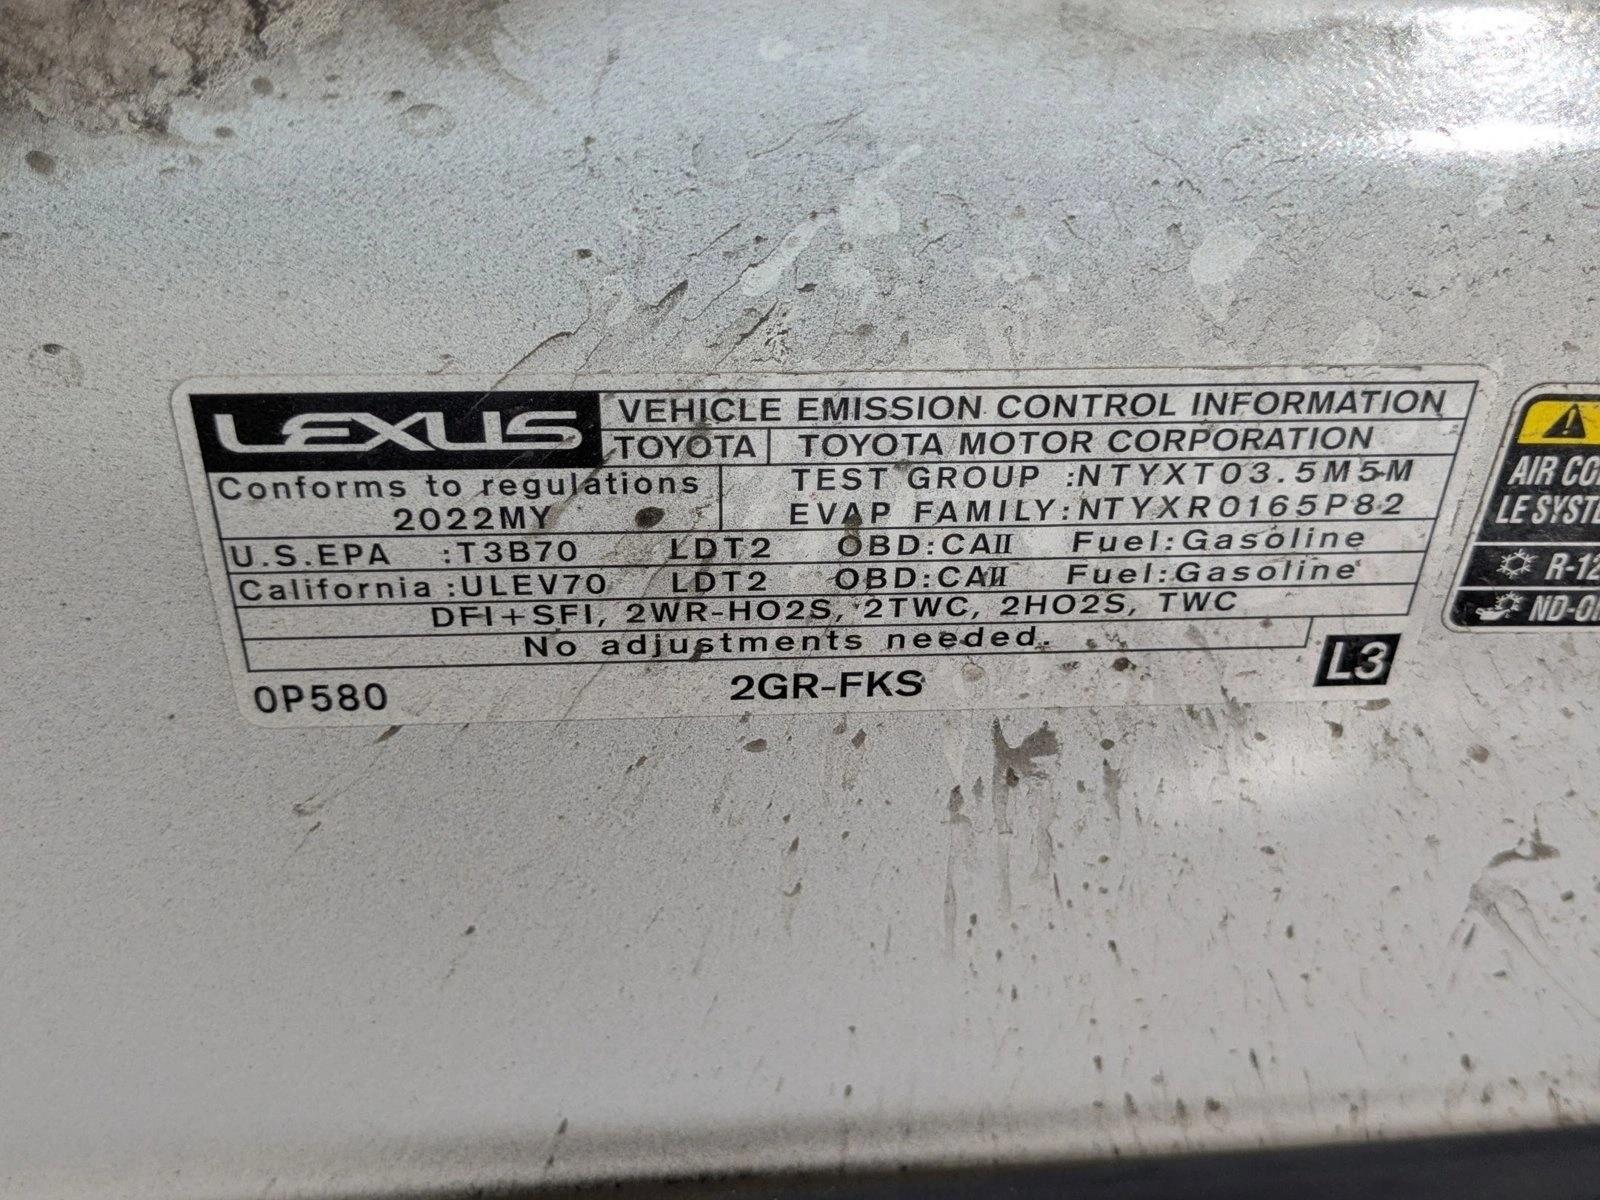 LEXUS VEHICLE EMISSION CONTROL INFORMATION
TOYOTA TOYOTA MOTOR CORPORATION
Conforms to regulations
2022MY
TEST GROUP :NTYXT03.5M5M
EVAP FAMILY:NTYXR0165P82
U.S.EPA :T3B70 LDT2 OBD:CAII Fuel:Gasoline
California :ULEV70 LDT2 OBD:CAII Fuel:Gasoline
DFI+SFI, 2WR-HO2S, 2TWC, 2HO2S, TWC
No adjustments needed.
0P580 2GR-FKS L3
AIR CO
LE SYSTE
R-12
ND-O